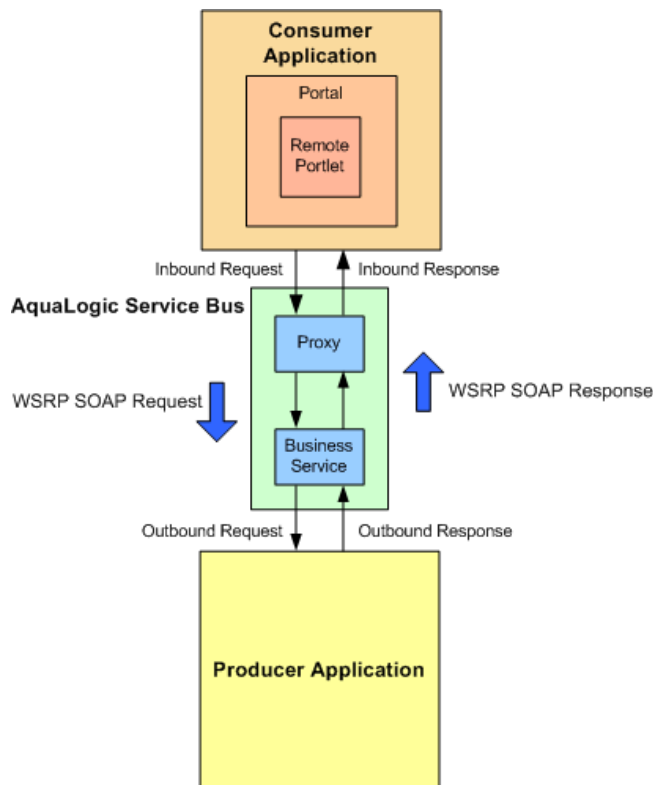 Consumer
Application
Portal
Remote
Portlet
Inbound Request
Inbound Response
AquaLogic Service Bus
Proxy
WSRP SOAP Request
WSRP SOAP Response
Business
Service
Outbound Request
Outbound Response
Producer Application